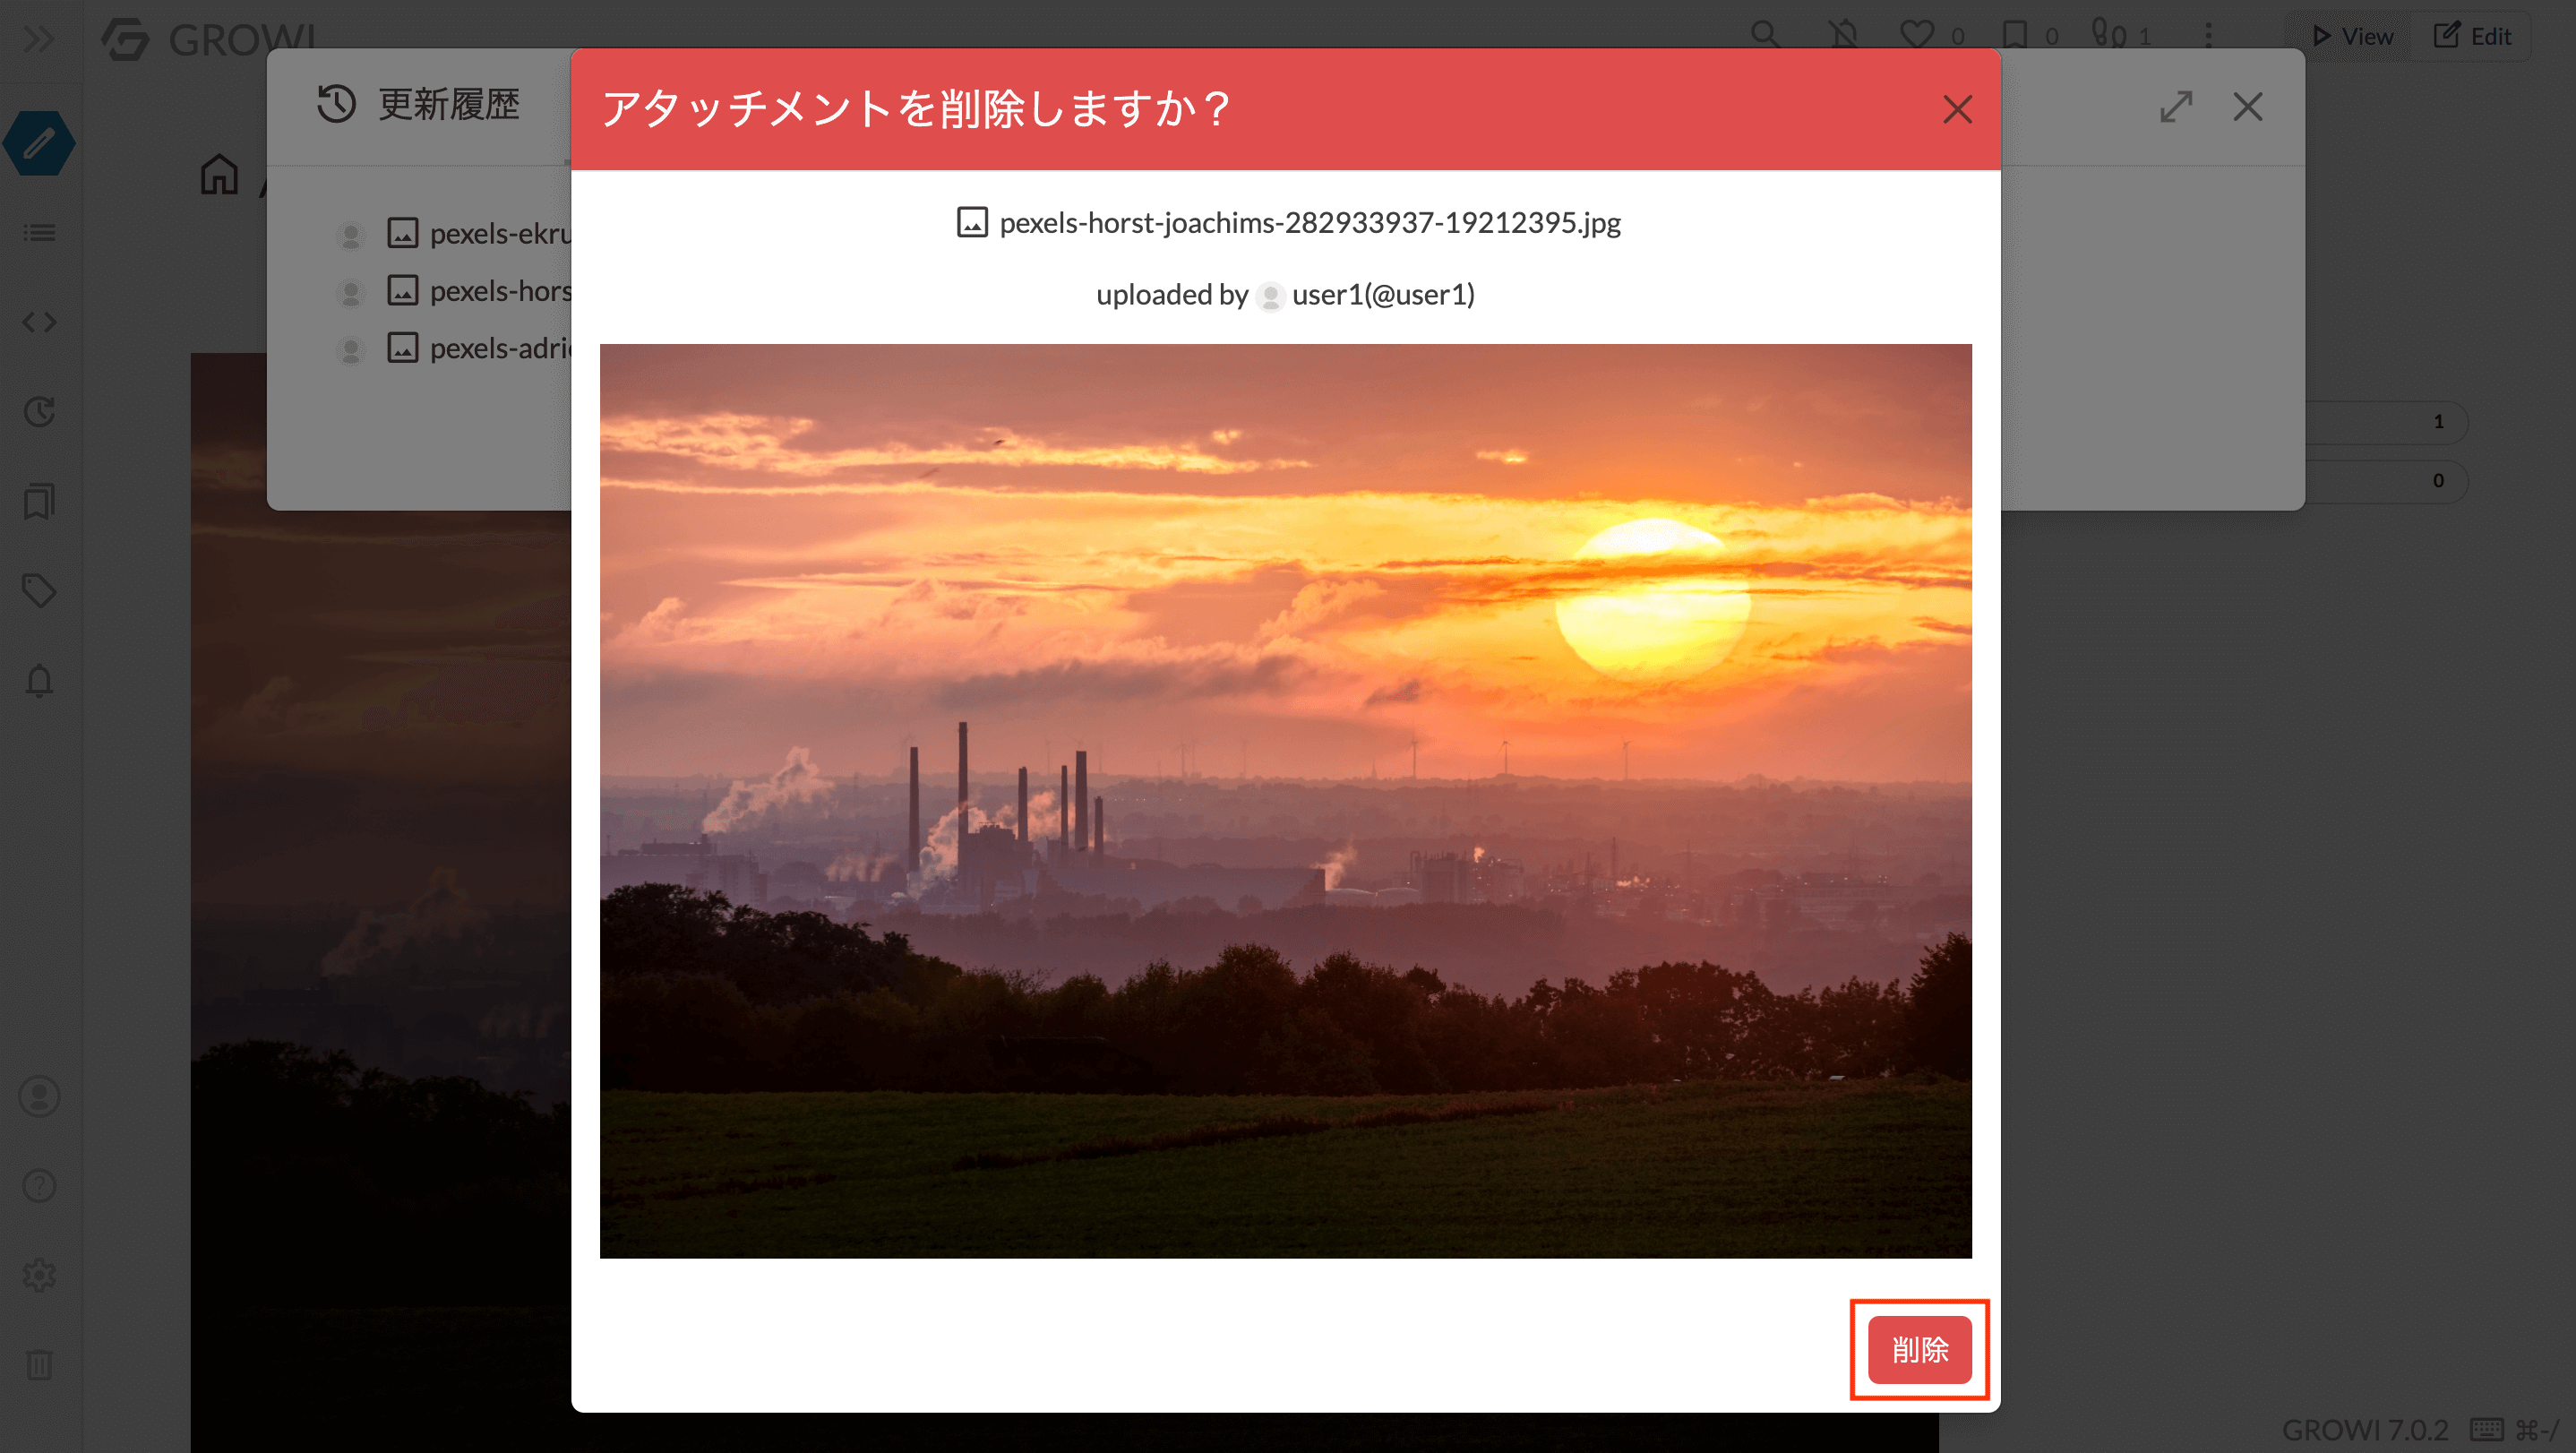 GROWI
0
0
1
View
Edit
更新履歴
アタッチメントを削除しますか？
pexels-horst-joachims-282933937-19212395.jpg
uploaded by user1(@user1)
pexels-ekru
pexels-hors
pexels-adri
1
0
削除
GROWI 7.0.2
⌘-/